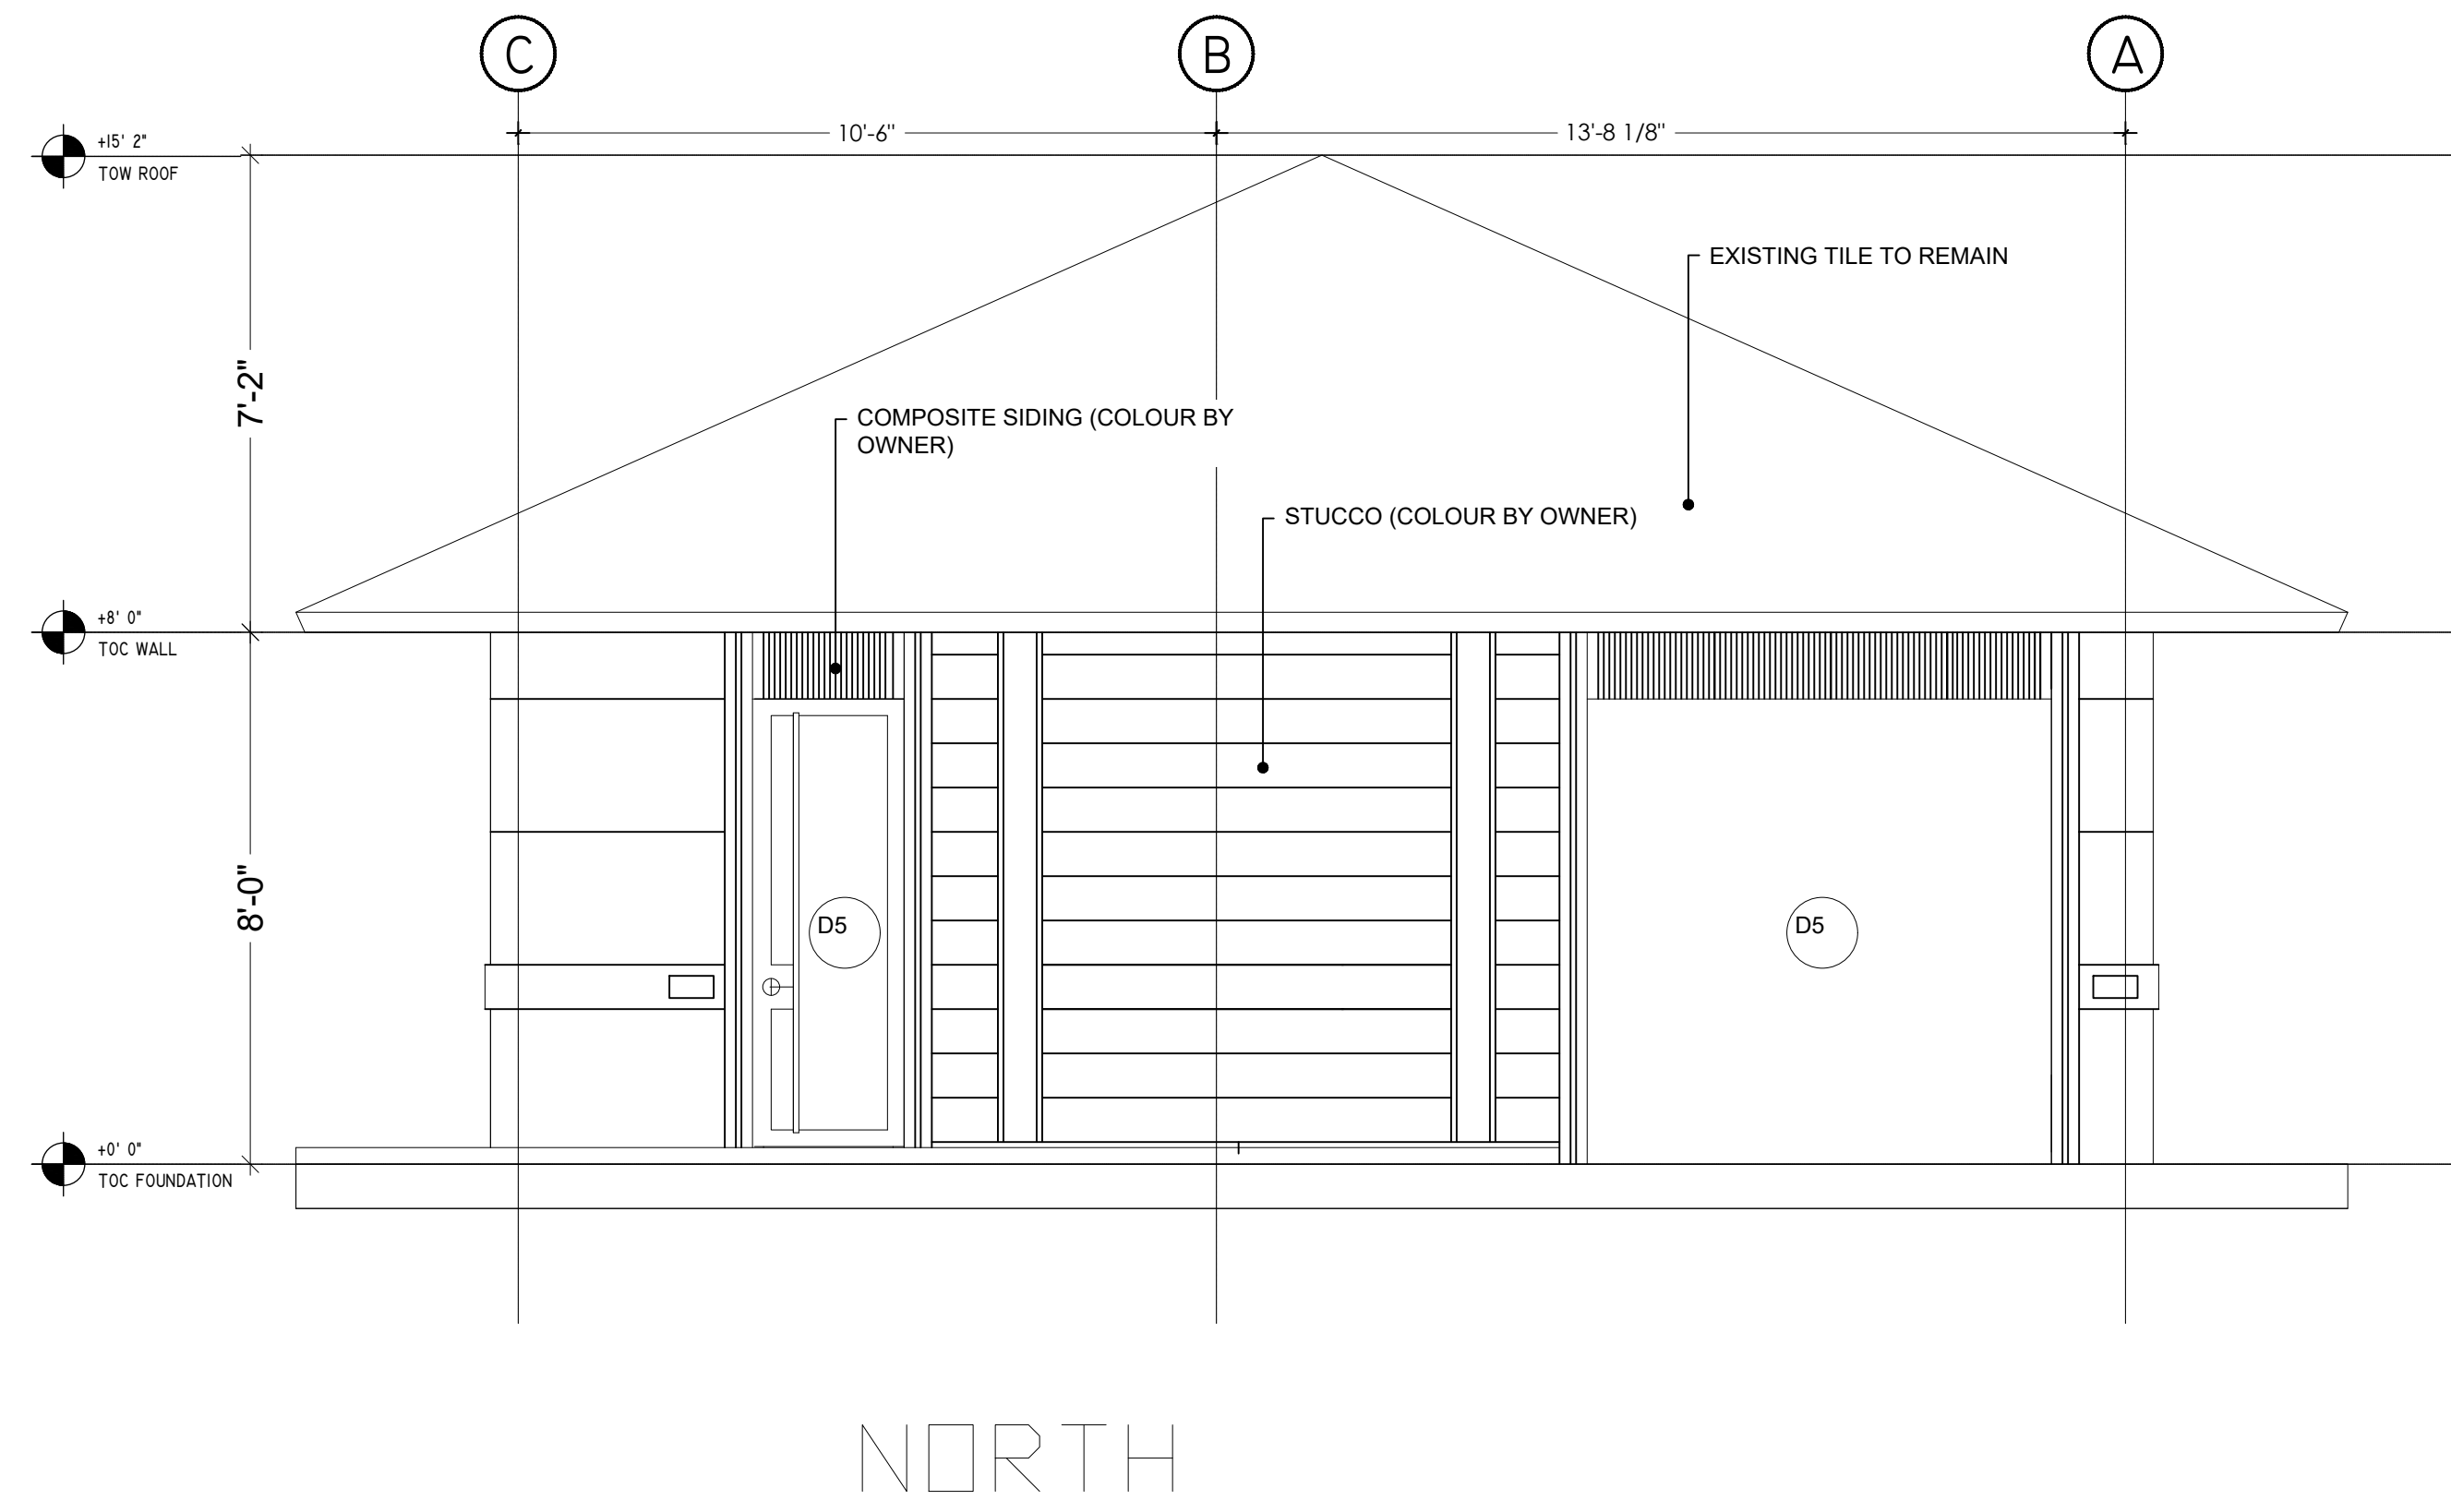 C
B
A
10'-6"
13'-8 1/8"
+15' 2"
TOW ROOF
EXISTING TILE TO REMAIN
7'-2"
COMPOSITE SIDING (COLOUR BY
OWNER)
STUCCO (COLOUR BY OWNER)
+8' 0"
TOC WALL
8'-0"
D5
D5
+0' 0"
TOC FOUNDATION
NORTH